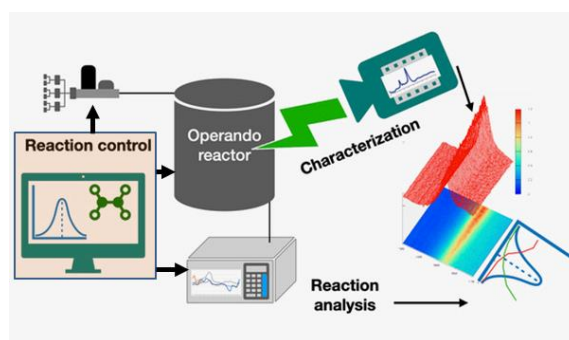 Reaction control
Operando
reactor
Characterization
Reaction
analysis